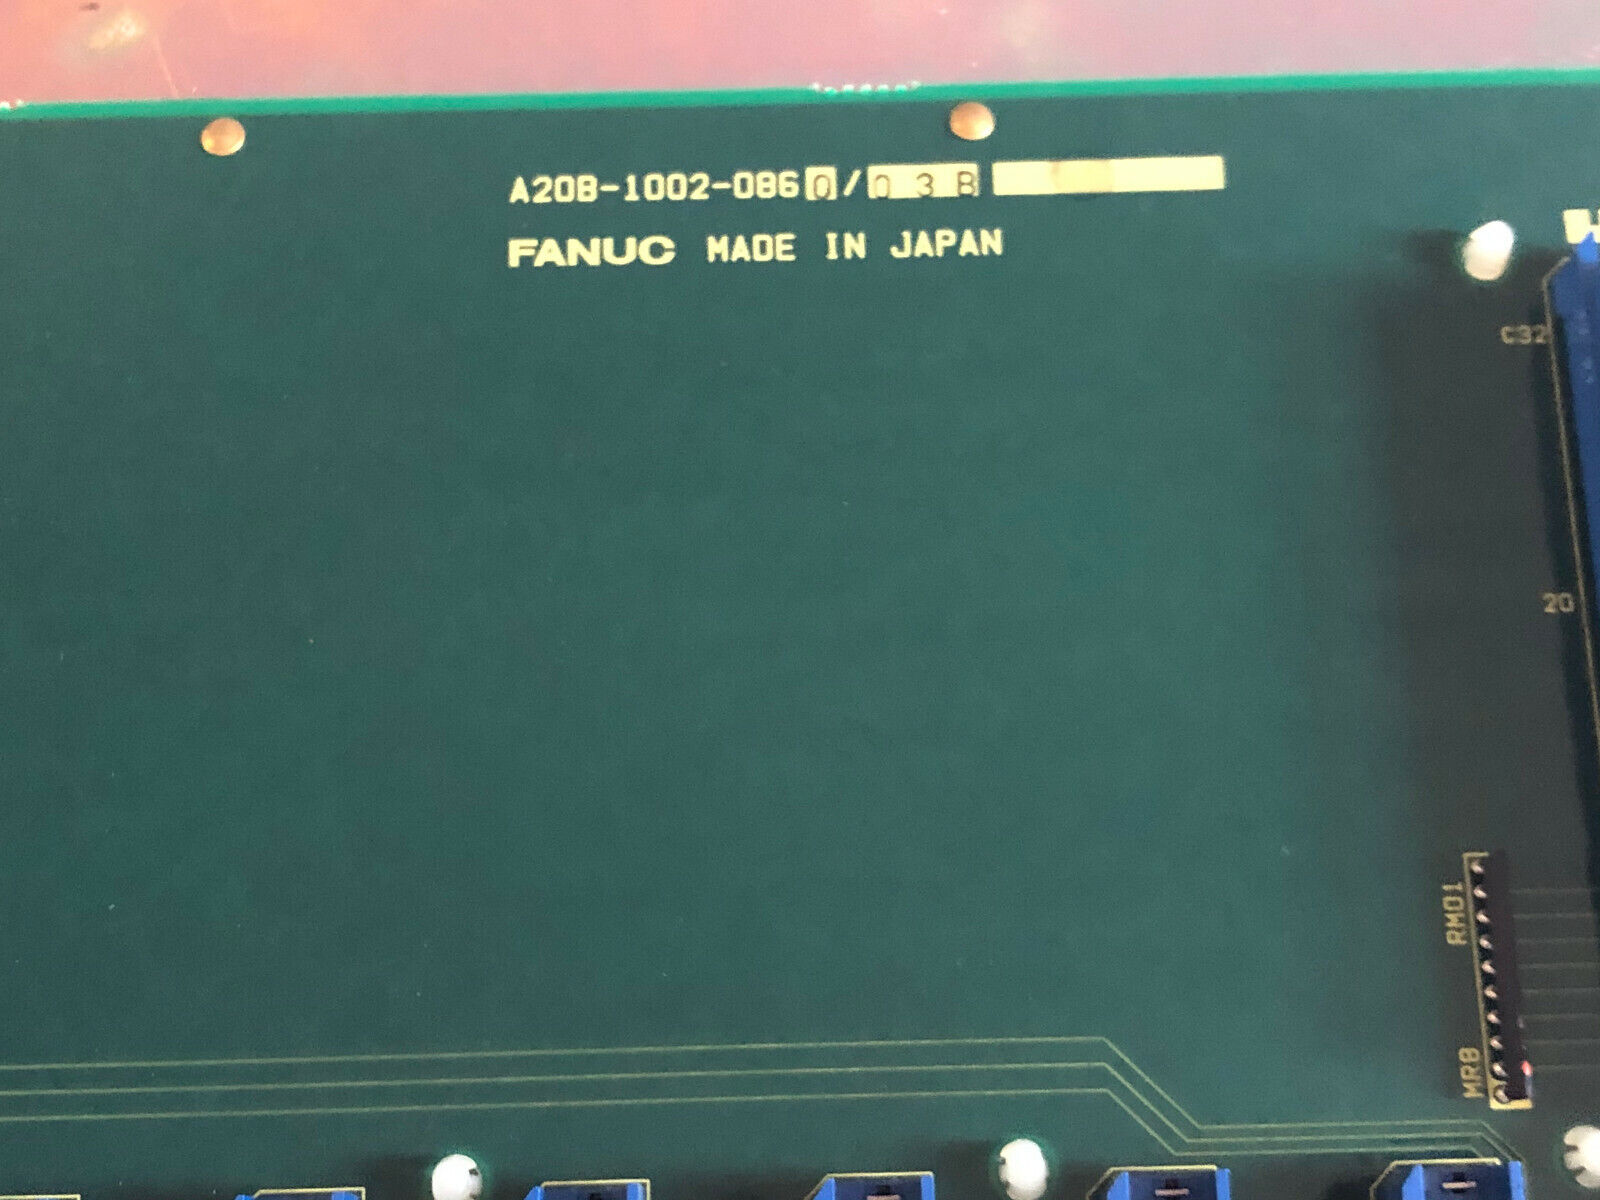 A20B-1002-0860/03B
FANUC MADE IN JAPAN
C32
20
RM01
MR8